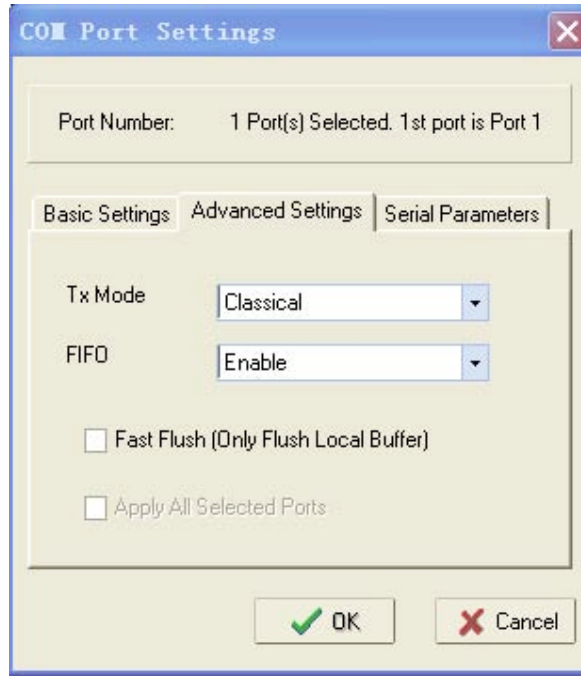 COM Port Settings
Port Number: 1 Port(s) Selected. 1st port is Port 1
Basic Settings Advanced Settings Serial Parameters
Tx Mode Classical
FIFO Enable
Fast Flush (Only Flush Local Buffer)
Apply All Selected Ports
OK Cancel